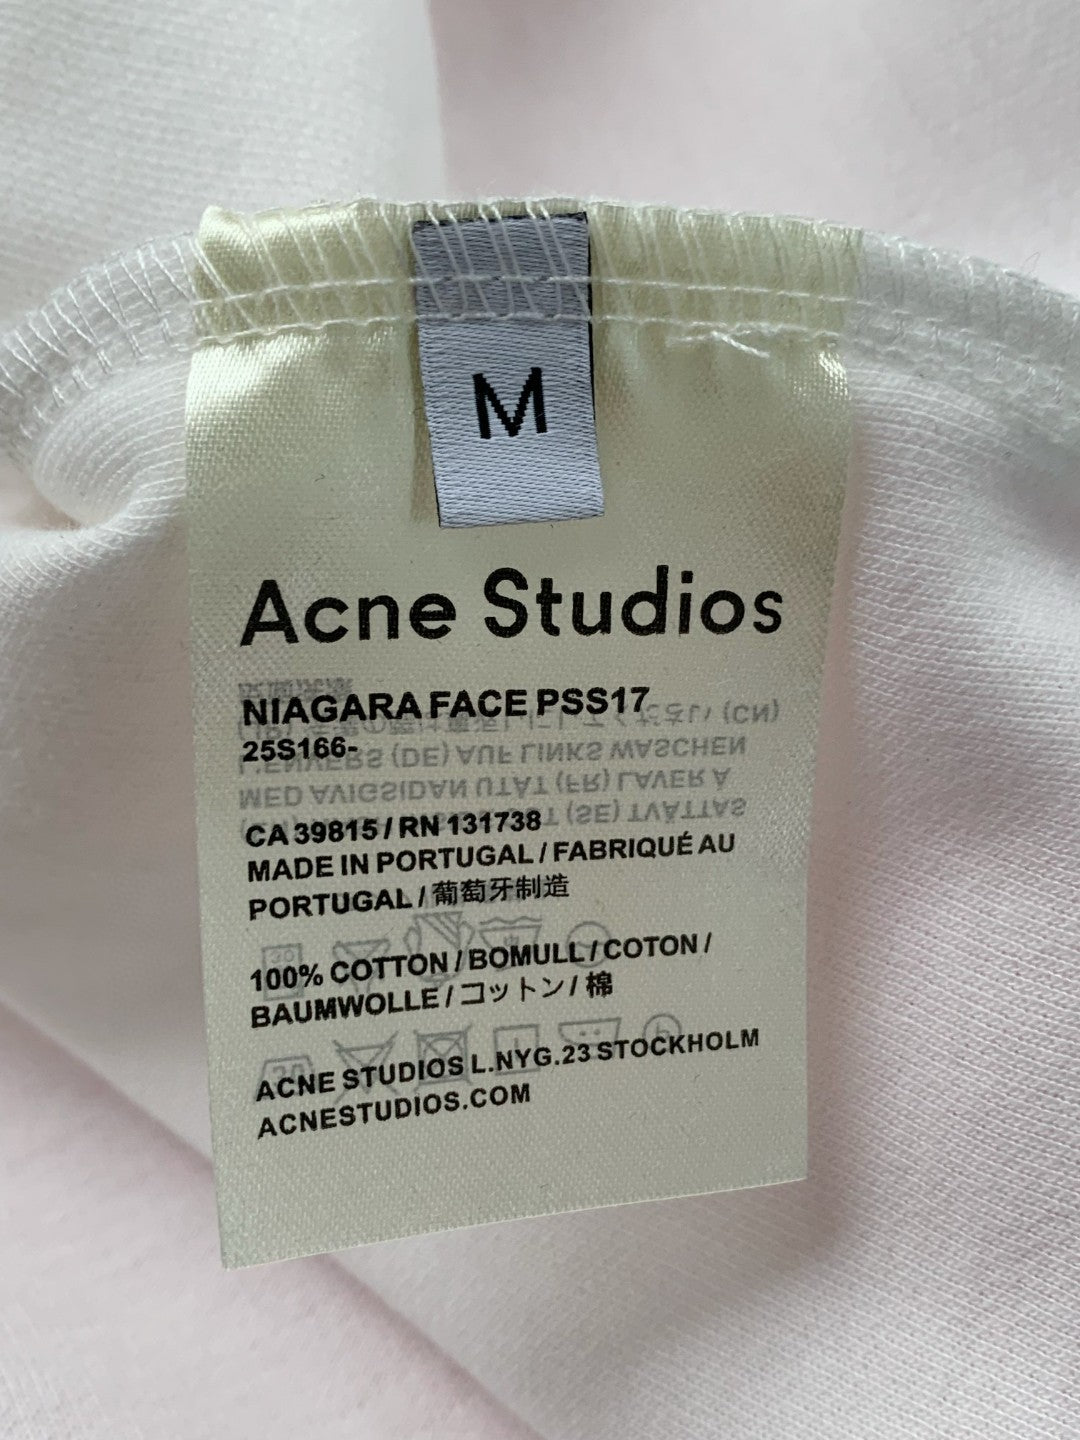 M
Acne Studios
NIAGARA FACE PSS17
25S166-
CA 39815 / RN 131738
MADE IN PORTUGAL / FABRIQUÉ AU
PORTUGAL / 葡萄牙制造
100% COTTON / BOMULL / COTON /
BAUMWOLLE / コットン / 棉
ACNE STUDIOS L.NYG.23 STOCKHOLM
ACNESTUDIOS.COM